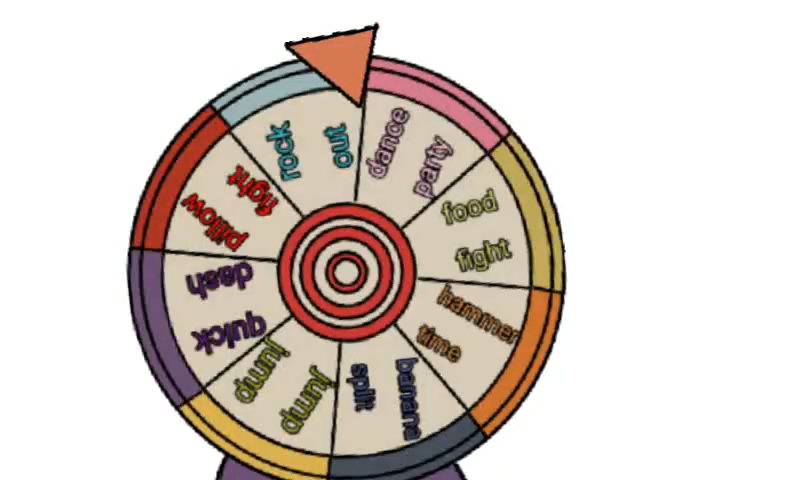 rock
out
dance
party
food
fight
hammer
time
banana
split
jump
jump
quick
dash
pillow
fight